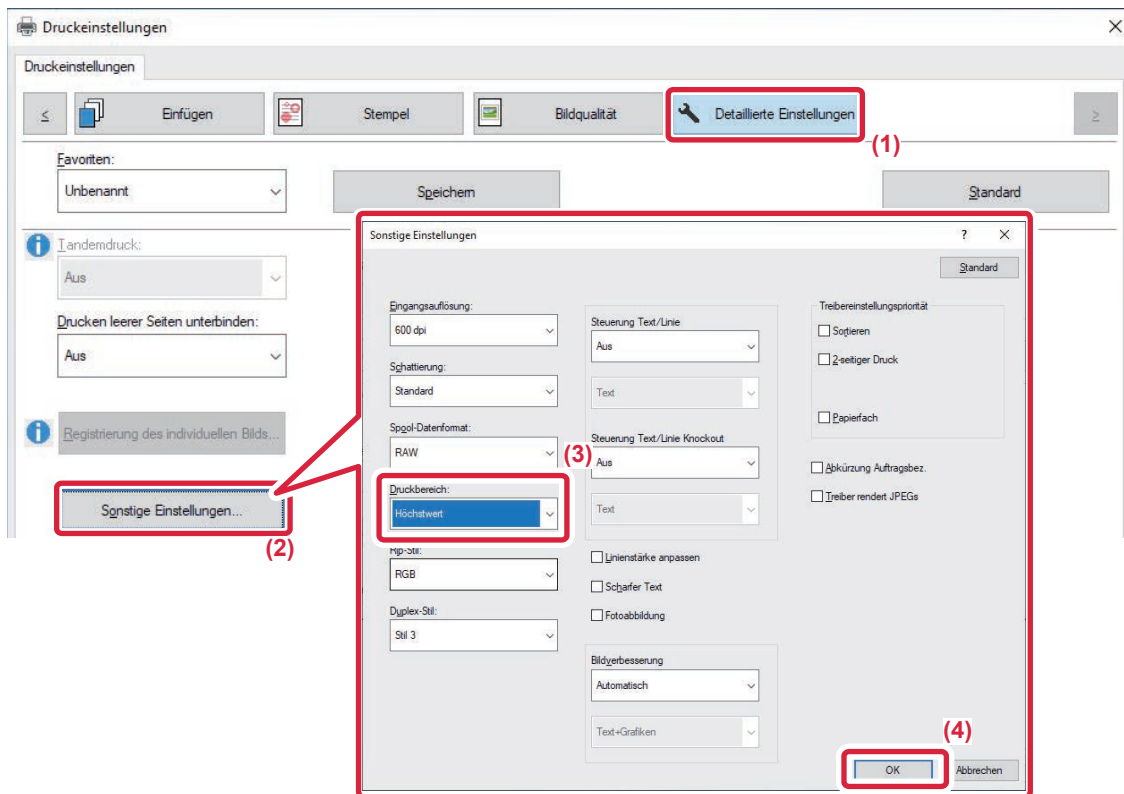 Druckeinstellungen
Druckeinstellungen
≤ Einfügen Stempel Bildqualität Detaillierte Einstellungen ≥
(1)
Favoriten:
Unbenannt Speichern Standard
Tandemdruck:
Aus
Drucken leerer Seiten unterbinden:
Aus
Registrierung des individuellen Bilds...
Sonstige Einstellungen...
(2)
Sonstige Einstellungen ?
Standard
Eingangsauflösung:
600 dpi
Schattierung:
Standard
Spool-Datenformat:
RAW
(3)
Druckbereich:
Höchstwert
Rip-Stil:
RGB
Duplex-Stil:
Stil 3
Steuerung Text/Linie
Aus
Text
Steuerung Text/Linie Knockout
Aus
Text
Linienstärke anpassen
Scharfer Text
Fotoabbildung
Bildverbesserung
Automatisch
Text+Grafiken
Treibereinstellungspriorität
Sortieren
2-seitiger Druck
Papierfach
Abkürzung Auftragsbez.
Treiber rendert JPEGs
(4)
OK Abbrechen